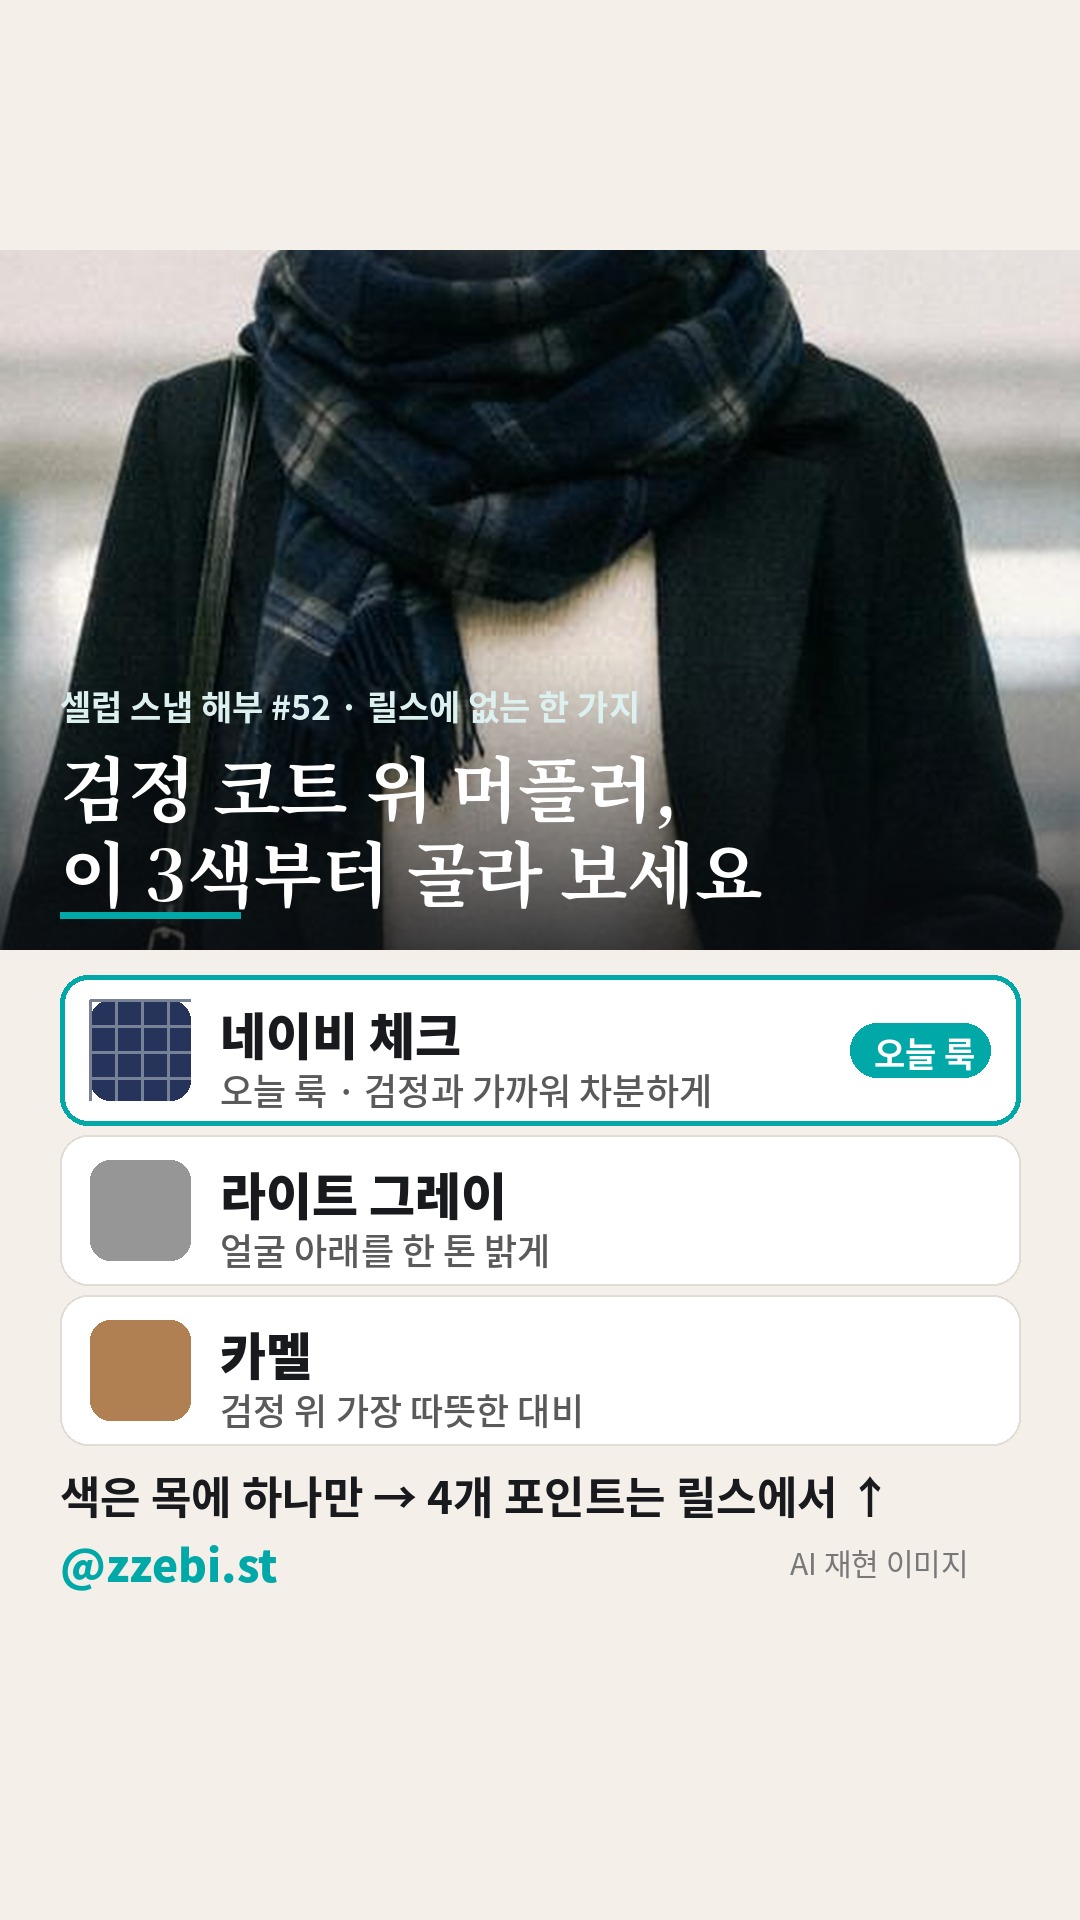 셀럽 스냅 해부 #52 · 릴스에 없는 한 가지
검정 코트 위 머플러,
이 3색부터 골라 보세요
네이비 체크
오늘 룩 · 검정과 가까워 차분하게
오늘 룩
라이트 그레이
얼굴 아래를 한 톤 밝게
카멜
검정 위 가장 따뜻한 대비
색은 목에 하나만 → 4개 포인트는 릴스에서 ↑
@zzebi.st
AI 재현 이미지